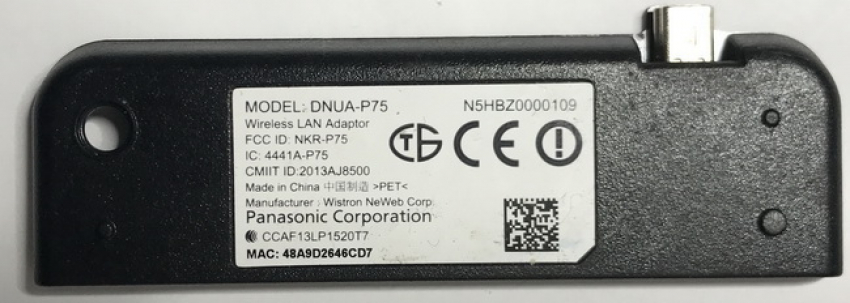 MODEL: DNUA-P75 N5HBZ0000109
Wireless LAN Adaptor
FCC ID: NKR-P75
IC: 4441A-P75
CMIIT ID:2013AJ8500
Made in China 中国制造 >PET<
Manufacturer : Wistron NeWeb Corp.
Panasonic Corporation
CCAF13LP1520T7
MAC: 48A9D2646CD7
CE